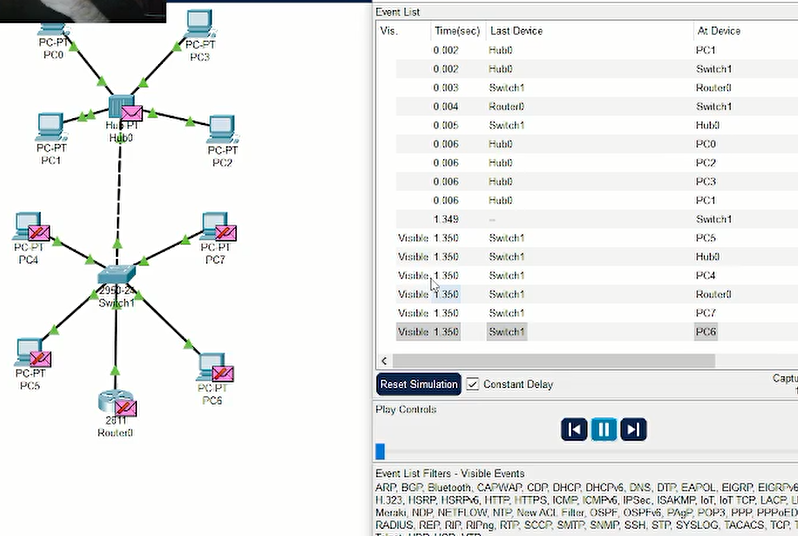 PC-PT
PC0
PC-PT
PC3
Hub-PT
Hub0
PC-PT
PC1
PC-PT
PC2
PC-PT
PC4
PC-PT
PC7
2950-24
Switch1
PC-PT
PC5
PC-PT
PC6
2811
Router0
Event List
Vis. Time(sec) Last Device At Device
0.002 Hub0 PC1
0.002 Hub0 Switch1
0.003 Switch1 Router0
0.004 Router0 Switch1
0.005 Switch1 Hub0
0.006 Hub0 PC0
0.006 Hub0 PC2
0.006 Hub0 PC3
0.006 Hub0 PC1
1.349 -- Switch1
Visible 1.350 Switch1 PC5
Visible 1.350 Switch1 Hub0
Visible 1.350 Switch1 PC4
Visible 1.350 Switch1 Router0
Visible 1.350 Switch1 PC7
Visible 1.350 Switch1 PC6
Reset Simulation Constant Delay Captu
Play Controls
Event List Filters - Visible Events
ARP, BGP, Bluetooth, CAPWAP, CDP, DHCP, DHCPv6, DNS, DTP, EAPOL, EIGRP, EIGRPv6
H.323, HSRP, HSRPv6, HTTP, HTTPS, ICMP, ICMPv6, IPSec, ISAKMP, IoT, IoT TCP, LACP,
Meraki, NDP, NETFLOW, NTP, New ACL Filter, OSPF, OSPFv6, PAgP, POP3, PPP, PPPoED
RADIUS, REP, RIP, RIPng, RTP, SCCP, SMTP, SNMP, SSH, STP, SYSLOG, TACACS, TCP,